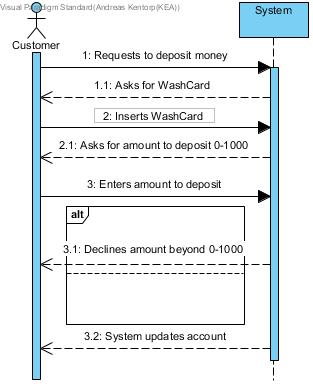 Visual Paradigm Standard(Andreas Kentorp(KEA))
System
Customer
1: Requests to deposit money
1.1: Asks for WashCard
2: Inserts WashCard
2.1: Asks for amount to deposit 0-1000
3: Enters amount to deposit
alt
3.1: Declines amount beyond 0-1000
3.2: System updates account